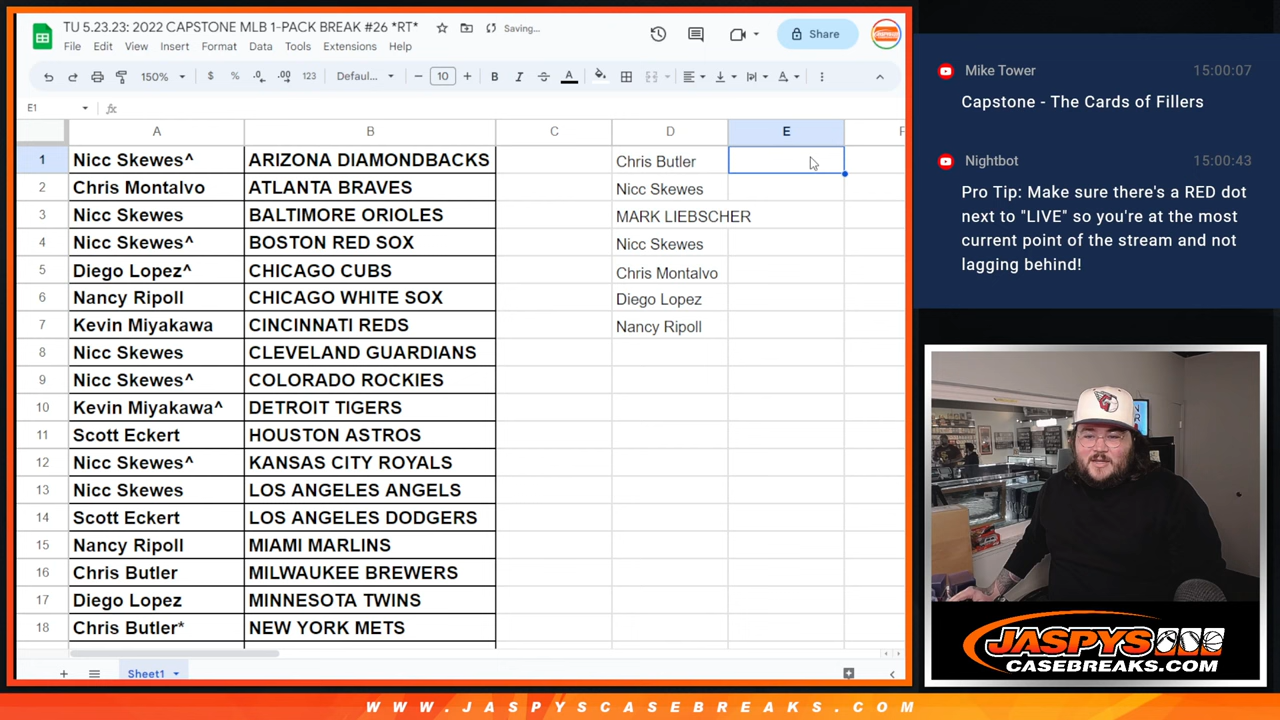 TU 5.23.23: 2022 CAPSTONE MLB 1-PACK BREAK #26 *RT*
Saving...
File Edit View Insert Format Data Tools Extensions Help
Share
150% $ % .0 .00 123 Defaul... 10 B I A
E1 fx
A B C D E F
1 Nicc Skewes^ ARIZONA DIAMONDBACKS Chris Butler
2 Chris Montalvo ATLANTA BRAVES Nicc Skewes
3 Nicc Skewes BALTIMORE ORIOLES MARK LIEBSCHER
4 Nicc Skewes^ BOSTON RED SOX Nicc Skewes
5 Diego Lopez^ CHICAGO CUBS Chris Montalvo
6 Nancy Ripoll CHICAGO WHITE SOX Diego Lopez
7 Kevin Miyakawa CINCINNATI REDS Nancy Ripoll
8 Nicc Skewes CLEVELAND GUARDIANS
9 Nicc Skewes^ COLORADO ROCKIES
10 Kevin Miyakawa^ DETROIT TIGERS
11 Scott Eckert HOUSTON ASTROS
12 Nicc Skewes^ KANSAS CITY ROYALS
13 Nicc Skewes LOS ANGELES ANGELS
14 Scott Eckert LOS ANGELES DODGERS
15 Nancy Ripoll MIAMI MARLINS
16 Chris Butler MILWAUKEE BREWERS
17 Diego Lopez MINNESOTA TWINS
18 Chris Butler* NEW YORK METS
Sheet1
Mike Tower 15:00:07
Capstone - The Cards of Fillers
Nightbot 15:00:43
Pro Tip: Make sure there's a RED dot
next to "LIVE" so you're at the most
current point of the stream and not
lagging behind!
JASPYS
CASEBREAKS.COM
WWW.JASPYSCASEBREAKS.COM